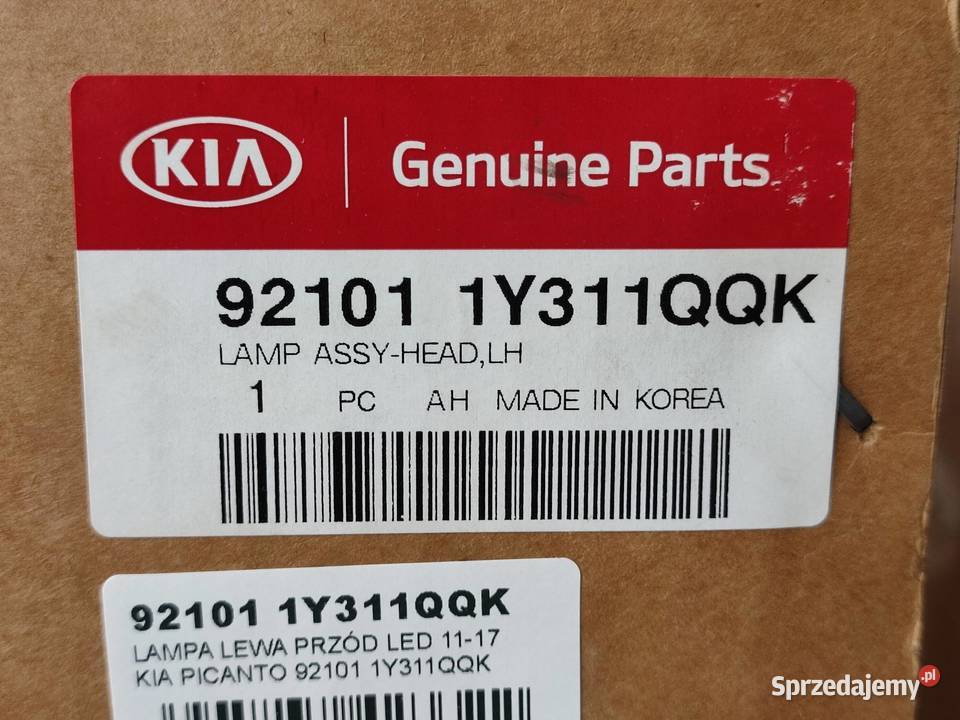 KIA Genuine Parts
92101 1Y311QQK
LAMP ASSY-HEAD,LH
1 PC AH MADE IN KOREA
92101 1Y311QQK
LAMPA LEWA PRZÓD LED 11-17
KIA PICANTO 92101 1Y311QQK
Sprzedajemy.pl